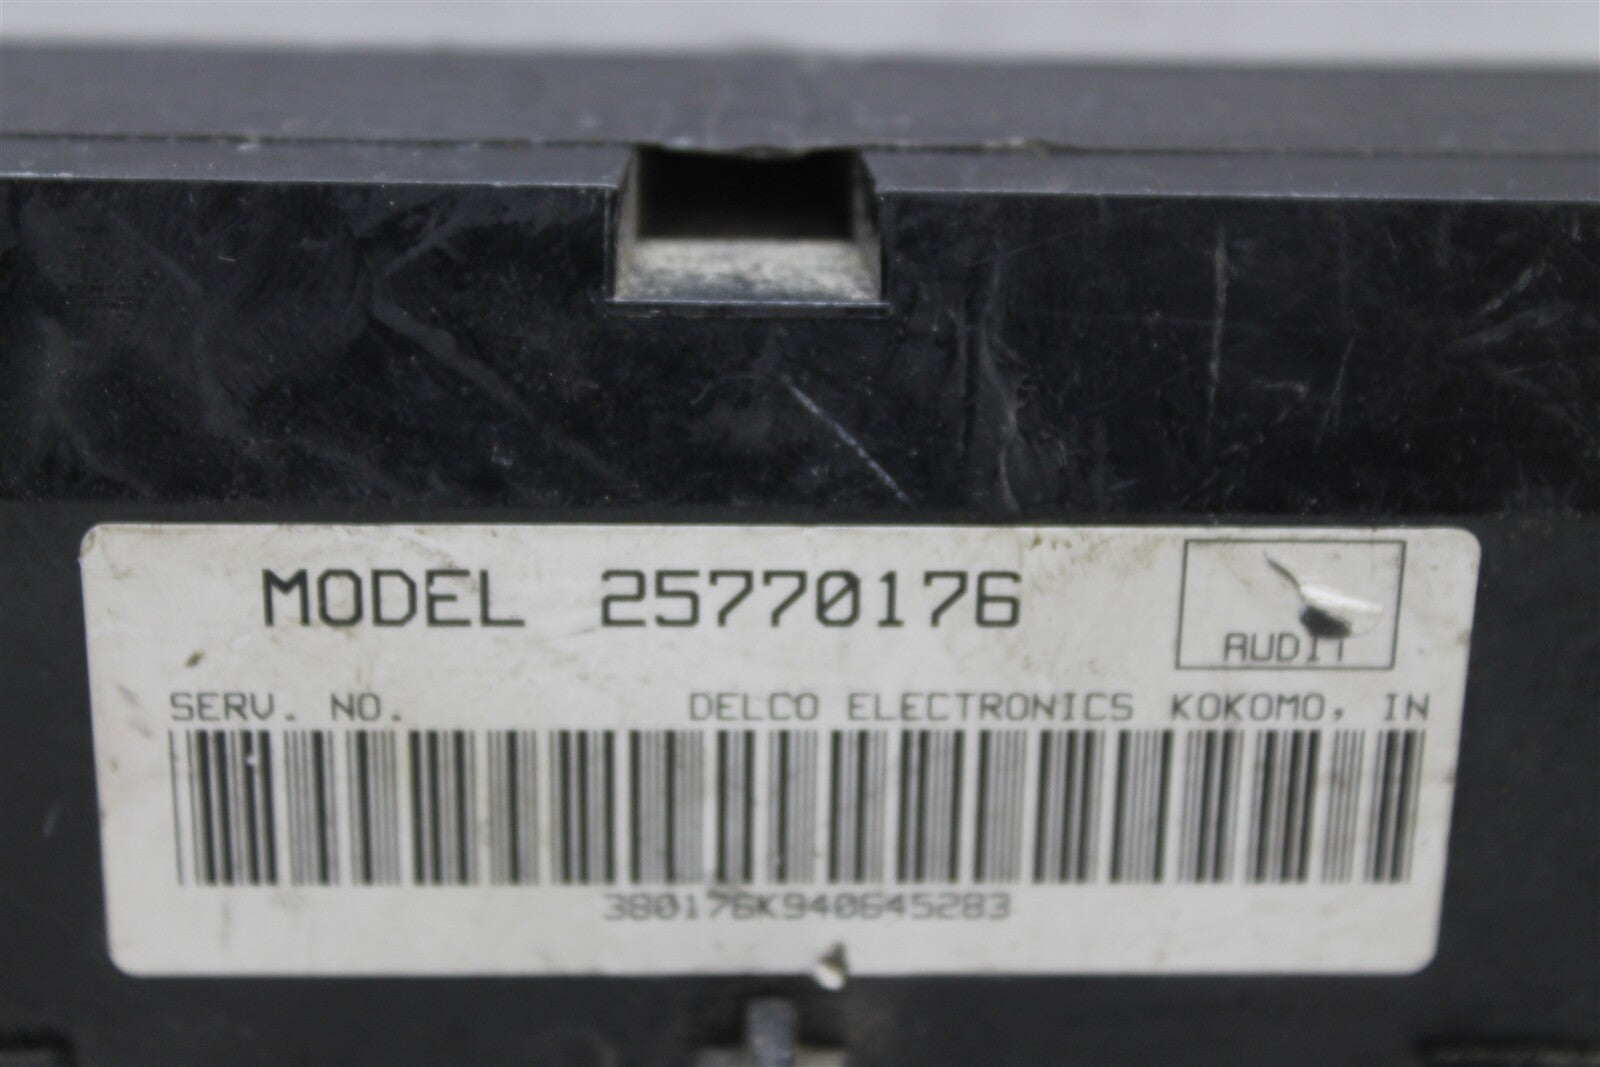 MODEL 25770176
AUDIT
SERV. NO. DELCO ELECTRONICS KOKOMO, IN
380176K940645283